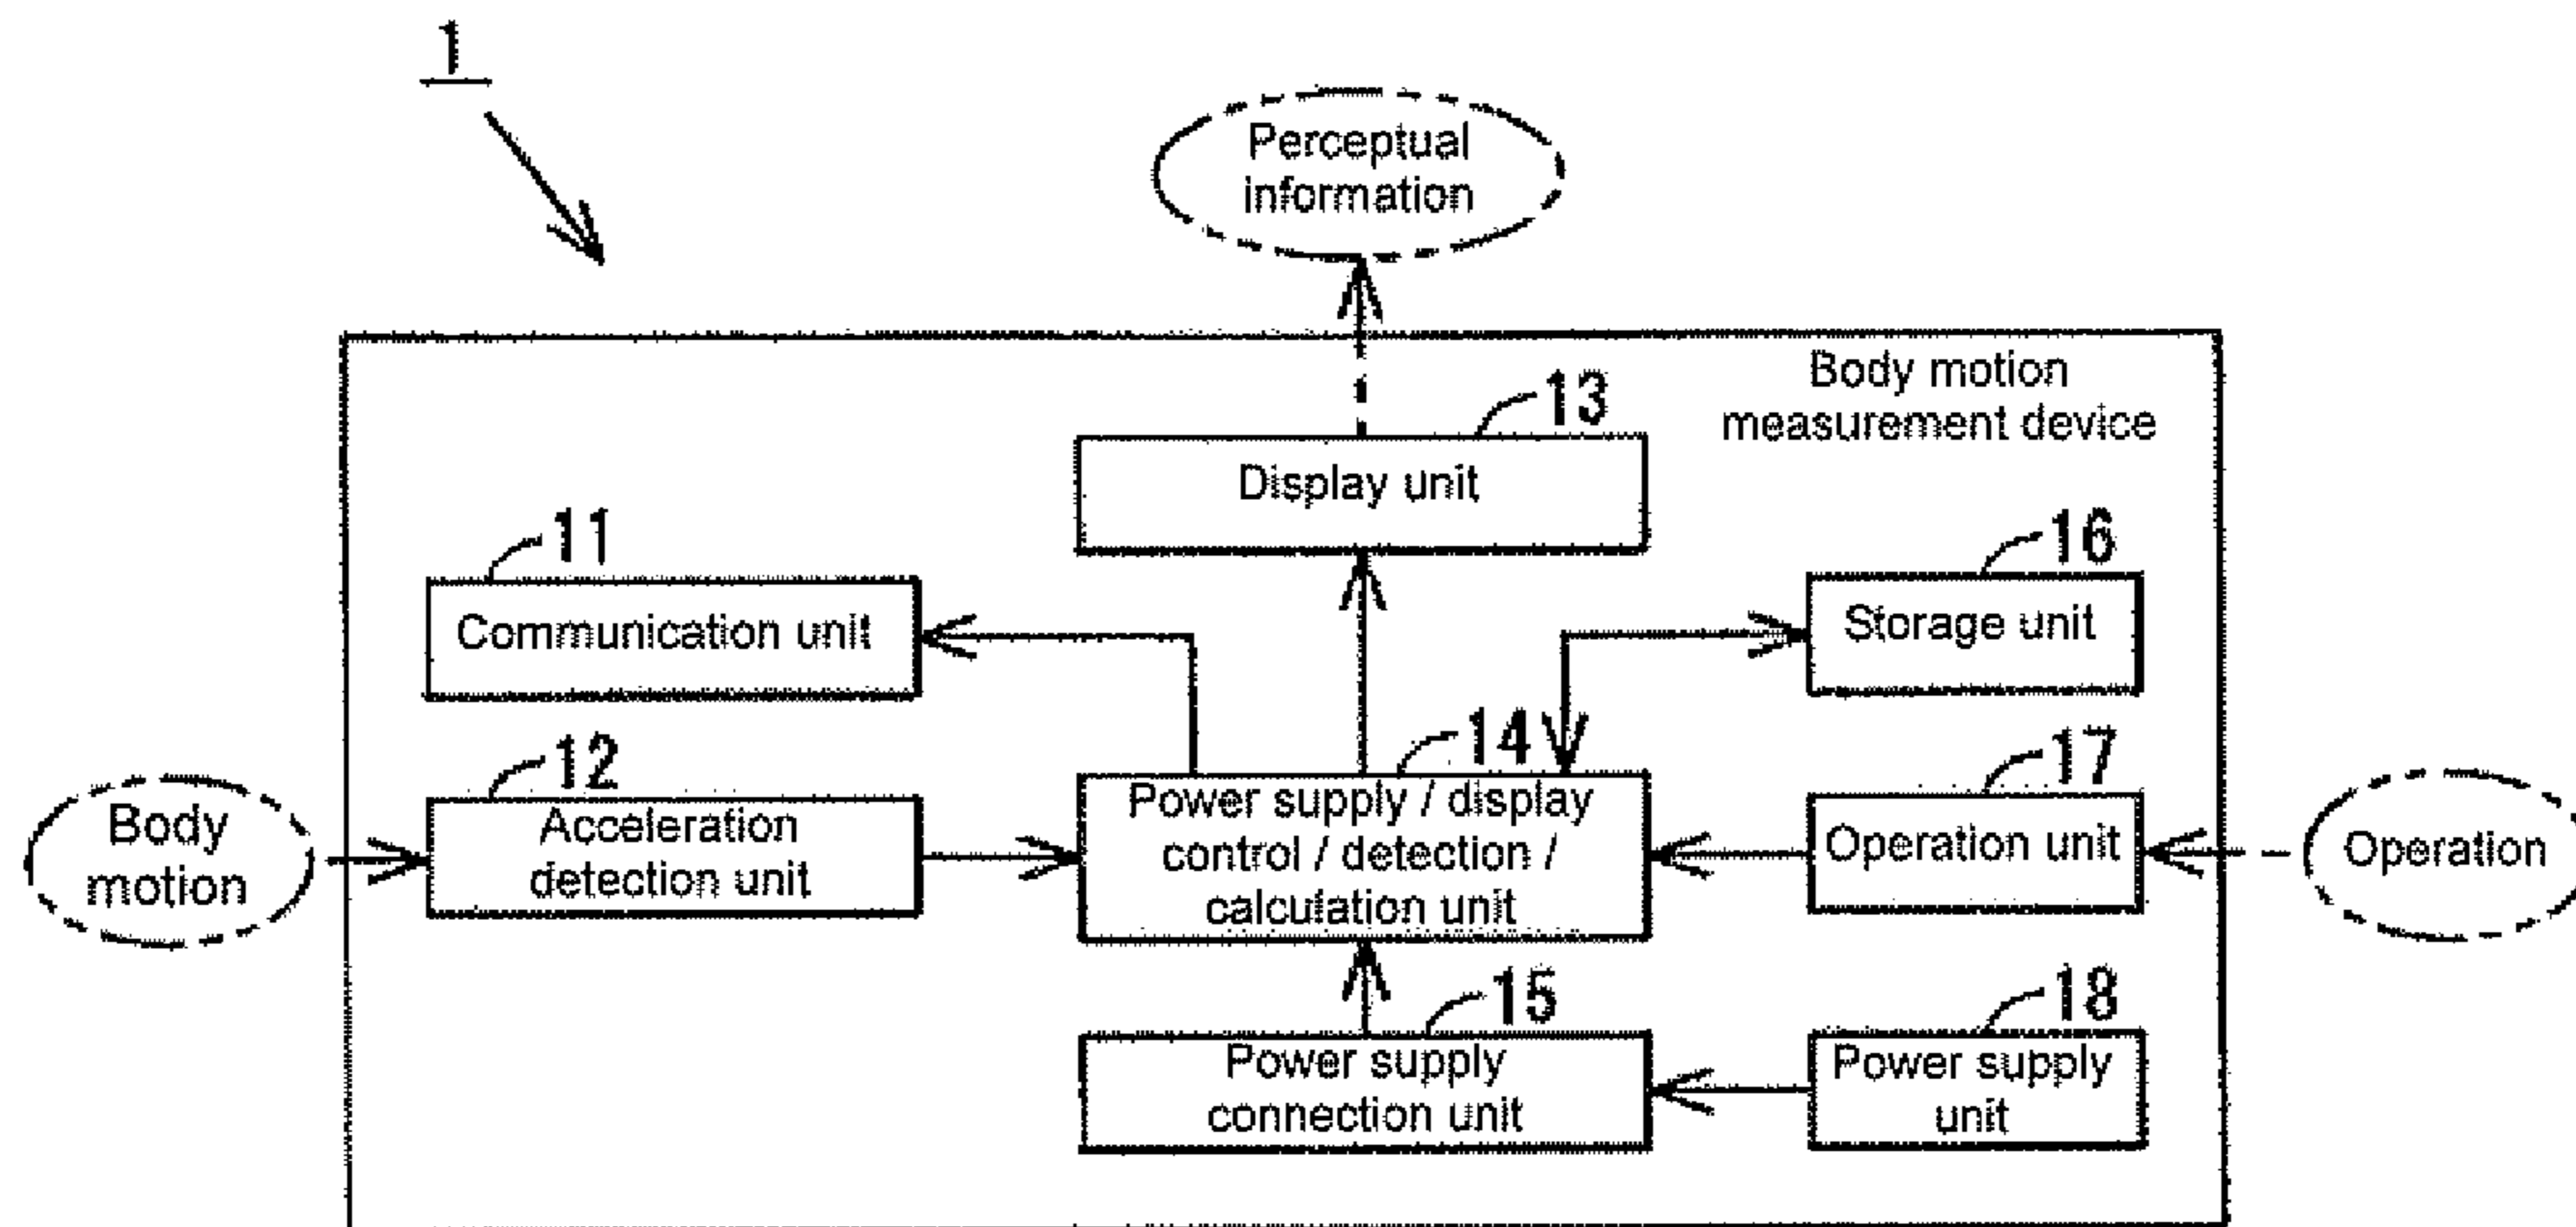 1
Perceptual
information
Body motion
measurement device
13
Display unit
11
Communication unit
16
Storage unit
Body
motion
12
Acceleration
detection unit
14
Power supply / display
control / detection /
calculation unit
17
Operation unit
Operation
15
Power supply
connection unit
18
Power supply
unit